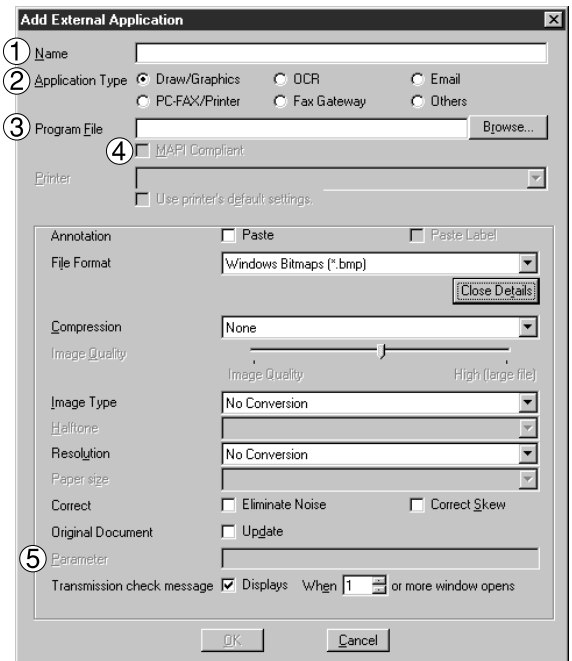 Add External Application
① Name
② Application Type Draw/Graphics OCR Email
PC-FAX/Printer Fax Gateway Others
③ Program File Browse...
④ MAPI Compliant
Printer
Use printer's default settings.
Annotation Paste Paste Label
File Format Windows Bitmaps (*.bmp)
Close Details
Compression None
Image Quality
Image Quality High (large file)
Image Type No Conversion
Halftone
Resolution No Conversion
Paper size
Correct Eliminate Noise Correct Skew
Original Document Update
⑤ Parameter
Transmission check message Displays When 1 or more window opens
OK Cancel